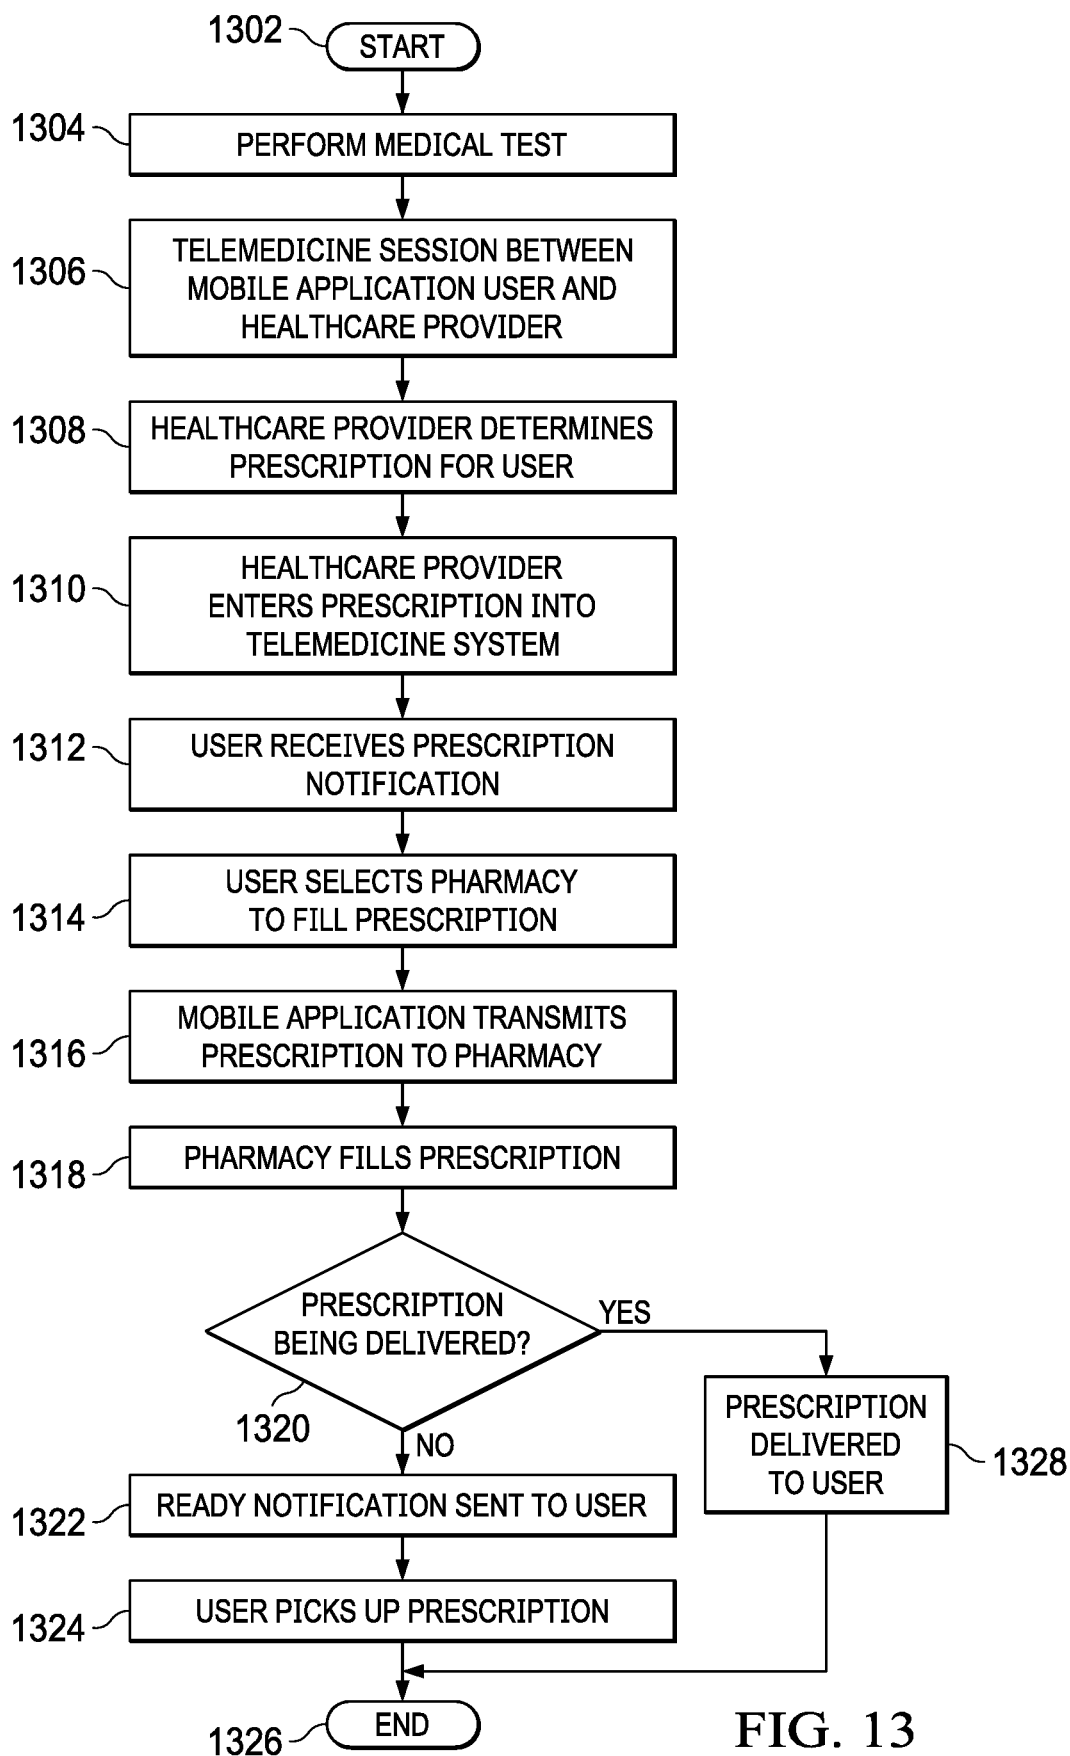 1302
START
1304
PERFORM MEDICAL TEST
1306
TELEMEDICINE SESSION BETWEEN
MOBILE APPLICATION USER AND
HEALTHCARE PROVIDER
1308
HEALTHCARE PROVIDER DETERMINES
PRESCRIPTION FOR USER
1310
HEALTHCARE PROVIDER
ENTERS PRESCRIPTION INTO
TELEMEDICINE SYSTEM
1312
USER RECEIVES PRESCRIPTION
NOTIFICATION
1314
USER SELECTS PHARMACY
TO FILL PRESCRIPTION
1316
MOBILE APPLICATION TRANSMITS
PRESCRIPTION TO PHARMACY
1318
PHARMACY FILLS PRESCRIPTION
PRESCRIPTION
BEING DELIVERED?
YES
1320
NO
PRESCRIPTION
DELIVERED
TO USER
1328
1322
READY NOTIFICATION SENT TO USER
1324
USER PICKS UP PRESCRIPTION
1326
END
FIG. 13